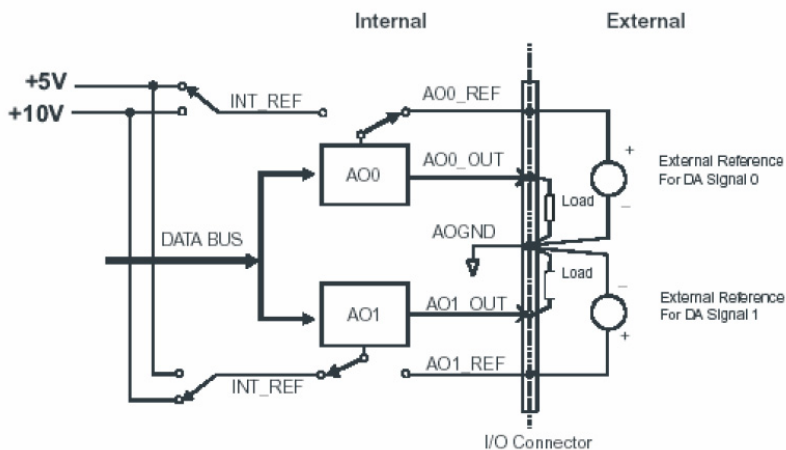 Internal
External
+5V
+10V
INT_REF
AO0_REF
AO0
AO0_OUT
+
−
External Reference
For DA Signal 0
Load
DATA BUS
AOGND
Load
AO1
AO1_OUT
−
+
External Reference
For DA Signal 1
INT_REF
AO1_REF
I/O Connector